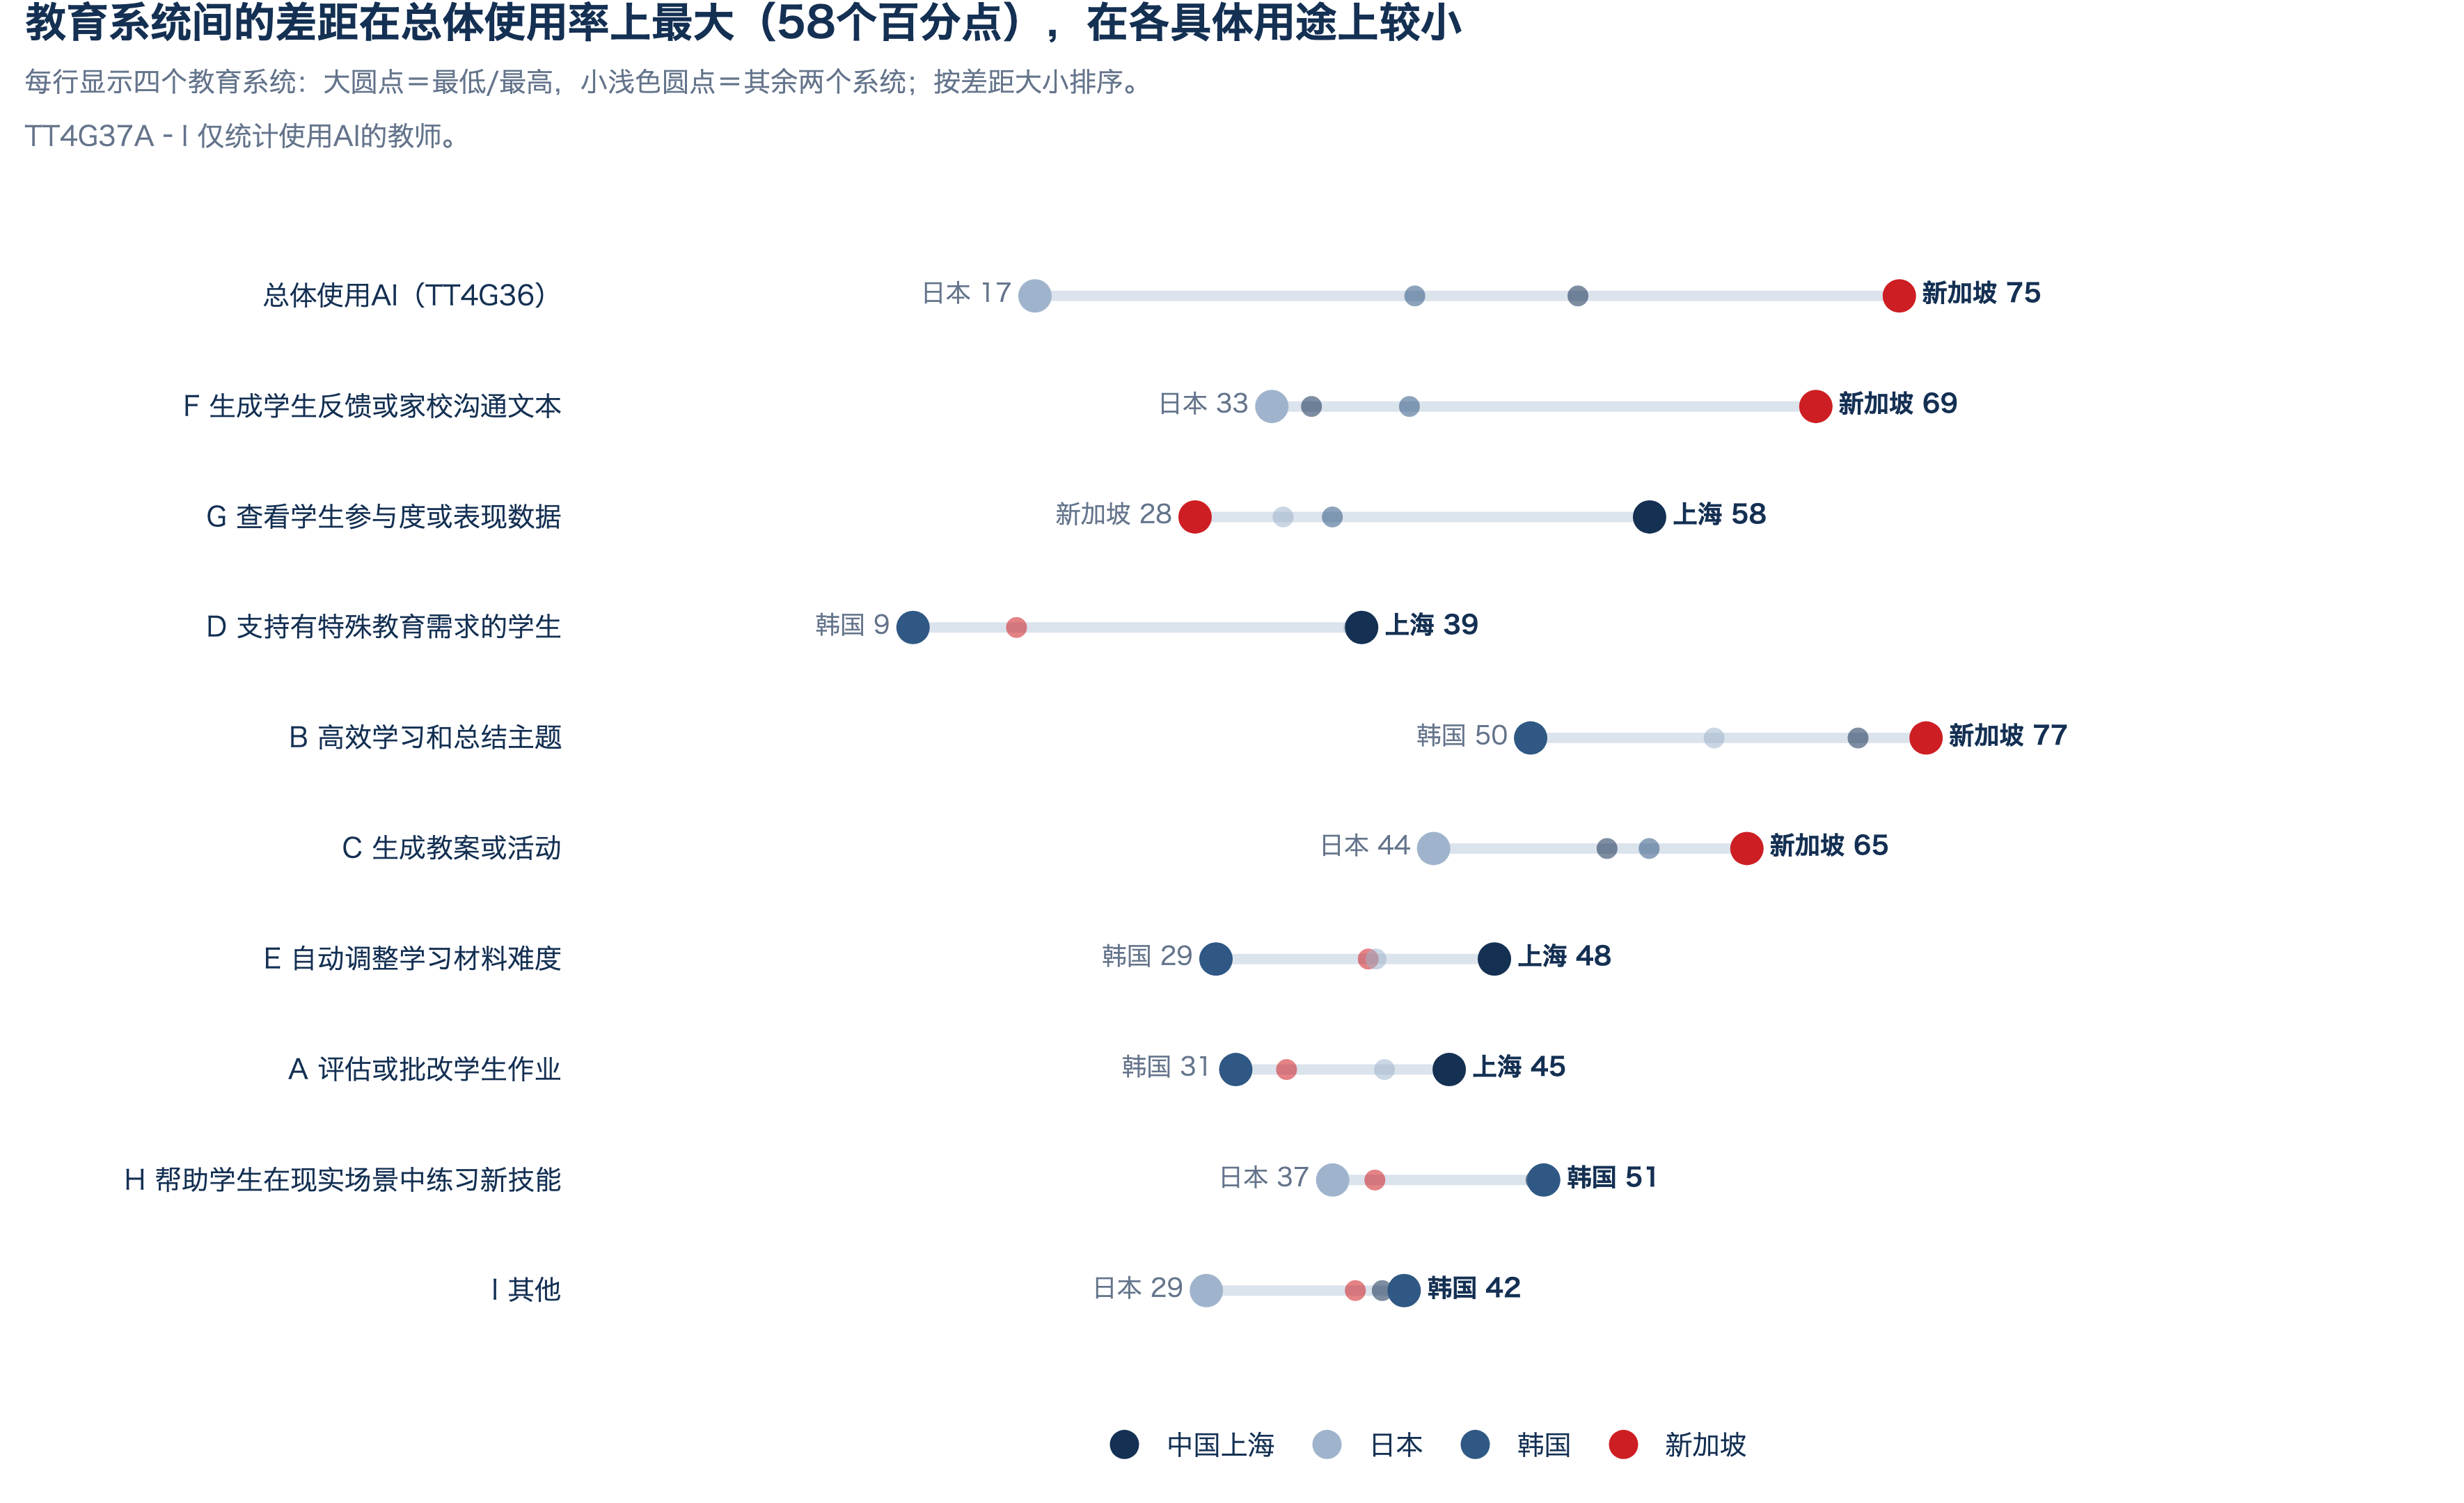 教育系统间的差距在总体使用率上最大（58个百分点），在各具体用途上较小
每行显示四个教育系统：大圆点＝最低/最高，小浅色圆点＝其余两个系统；按差距大小排序。
TT4G37A - I 仅统计使用AI的教师。
总体使用AI（TT4G36） 日本 17 新加坡 75
F 生成学生反馈或家校沟通文本 日本 33 新加坡 69
G 查看学生参与度或表现数据 新加坡 28 上海 58
D 支持有特殊教育需求的学生 韩国 9 上海 39
B 高效学习和总结主题 韩国 50 新加坡 77
C 生成教案或活动 日本 44 新加坡 65
E 自动调整学习材料难度 韩国 29 上海 48
A 评估或批改学生作业 韩国 31 上海 45
H 帮助学生在现实场景中练习新技能 日本 37 韩国 51
I 其他 日本 29 韩国 42
中国上海 日本 韩国 新加坡